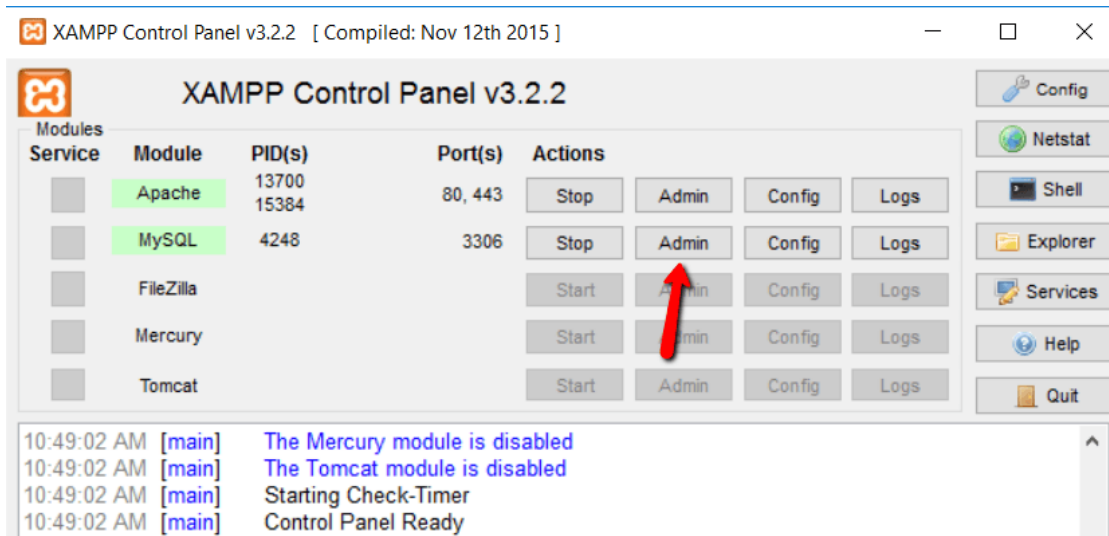 XAMPP Control Panel v3.2.2 [ Compiled: Nov 12th 2015 ]
XAMPP Control Panel v3.2.2
Config
Modules
Service Module PID(s) Port(s) Actions
Netstat
Apache 13700 15384 80, 443 Stop Admin Config Logs
Shell
MySQL 4248 3306 Stop Admin Config Logs
Explorer
FileZilla Start Admin Config Logs
Services
Mercury Start Admin Config Logs
Help
Tomcat Start Admin Config Logs
Quit
10:49:02 AM [main] The Mercury module is disabled
10:49:02 AM [main] The Tomcat module is disabled
10:49:02 AM [main] Starting Check-Timer
10:49:02 AM [main] Control Panel Ready